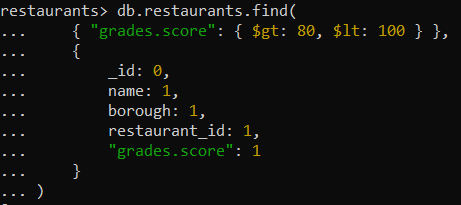 restaurants> db.restaurants.find(
...     { "grades.score": { $gt: 80, $lt: 100 } },
...     {
...         _id: 0,
...         name: 1,
...         borough: 1,
...         restaurant_id: 1,
...         "grades.score": 1
...     }
... )